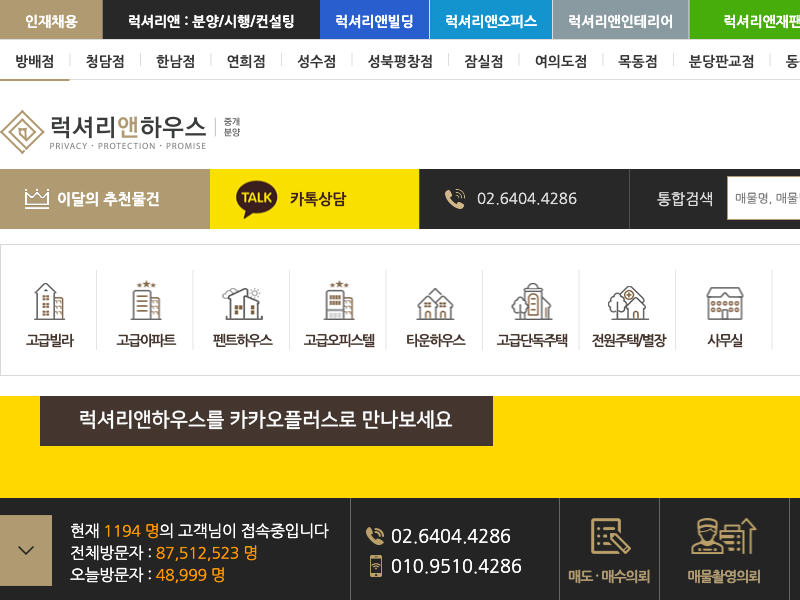 인재채용 럭셔리앤 : 분양/시행/컨설팅 럭셔리앤빌딩 럭셔리앤오피스 럭셔리앤인테리어 럭셔리앤재팬
방배점 청담점 한남점 연희점 성수점 성북평창점 잠실점 여의도점 목동점 분당판교점 동
럭셔리앤하우스 중개
분양
PRIVACY · PROTECTION · PROMISE
이달의 추천물건 TALK 카톡상담 02.6404.4286 통합검색 매물명, 매물
고급빌라 고급아파트 펜트하우스 고급오피스텔 타운하우스 고급단독주택 전원주택/별장 사무실
럭셔리앤하우스를 카카오플러스로 만나보세요
현재 1194 명의 고객님이 접속중입니다
전체방문자 : 87,512,523 명
오늘방문자 : 48,999 명
02.6404.4286
010.9510.4286
매도 · 매수의뢰 매물촬영의뢰